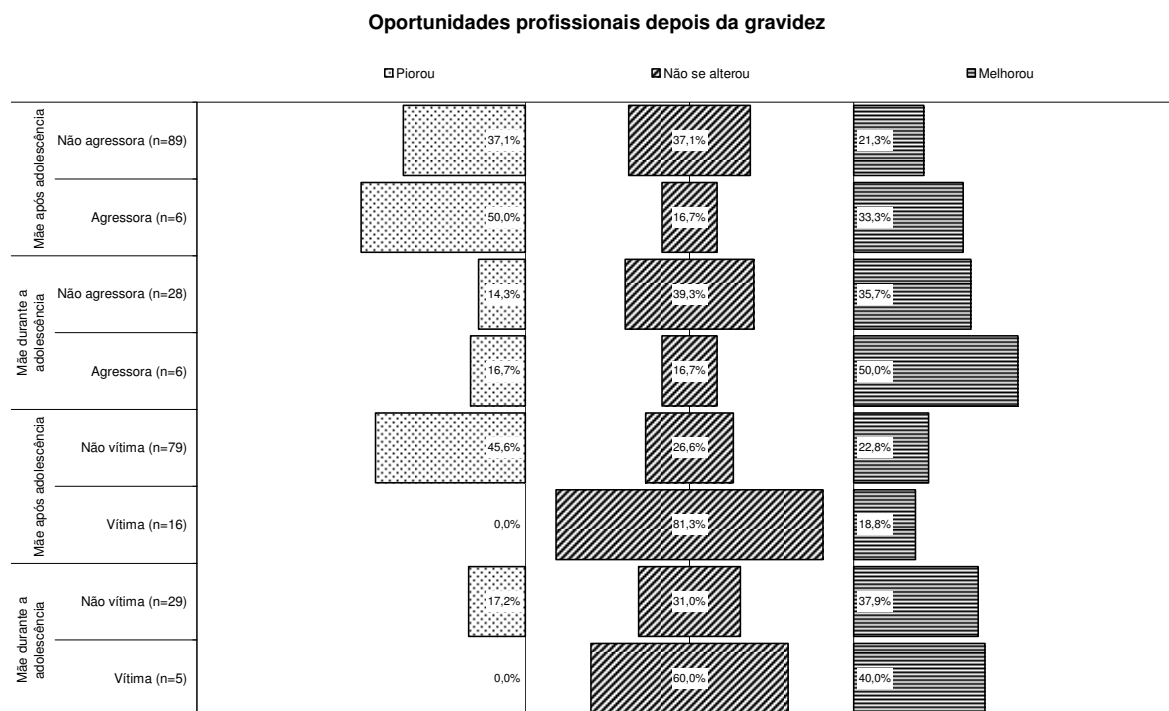 Oportunidades profissionais depois da gravidez
Piorou
Não se alterou
Melhorou
Mãe após adolescência
Não agressora (n=89)
37,1%
37,1%
21,3%
Agressora (n=6)
50,0%
16,7%
33,3%
Mãe durante a
adolescência
Não agressora (n=28)
14,3%
39,3%
35,7%
Agressora (n=6)
16,7%
16,7%
50,0%
Mãe após adolescência
Não vítima (n=79)
45,6%
26,6%
22,8%
Vítima (n=16)
0,0%
81,3%
18,8%
Mãe durante a
adolescência
Não vítima (n=29)
17,2%
31,0%
37,9%
Vítima (n=5)
0,0%
60,0%
40,0%